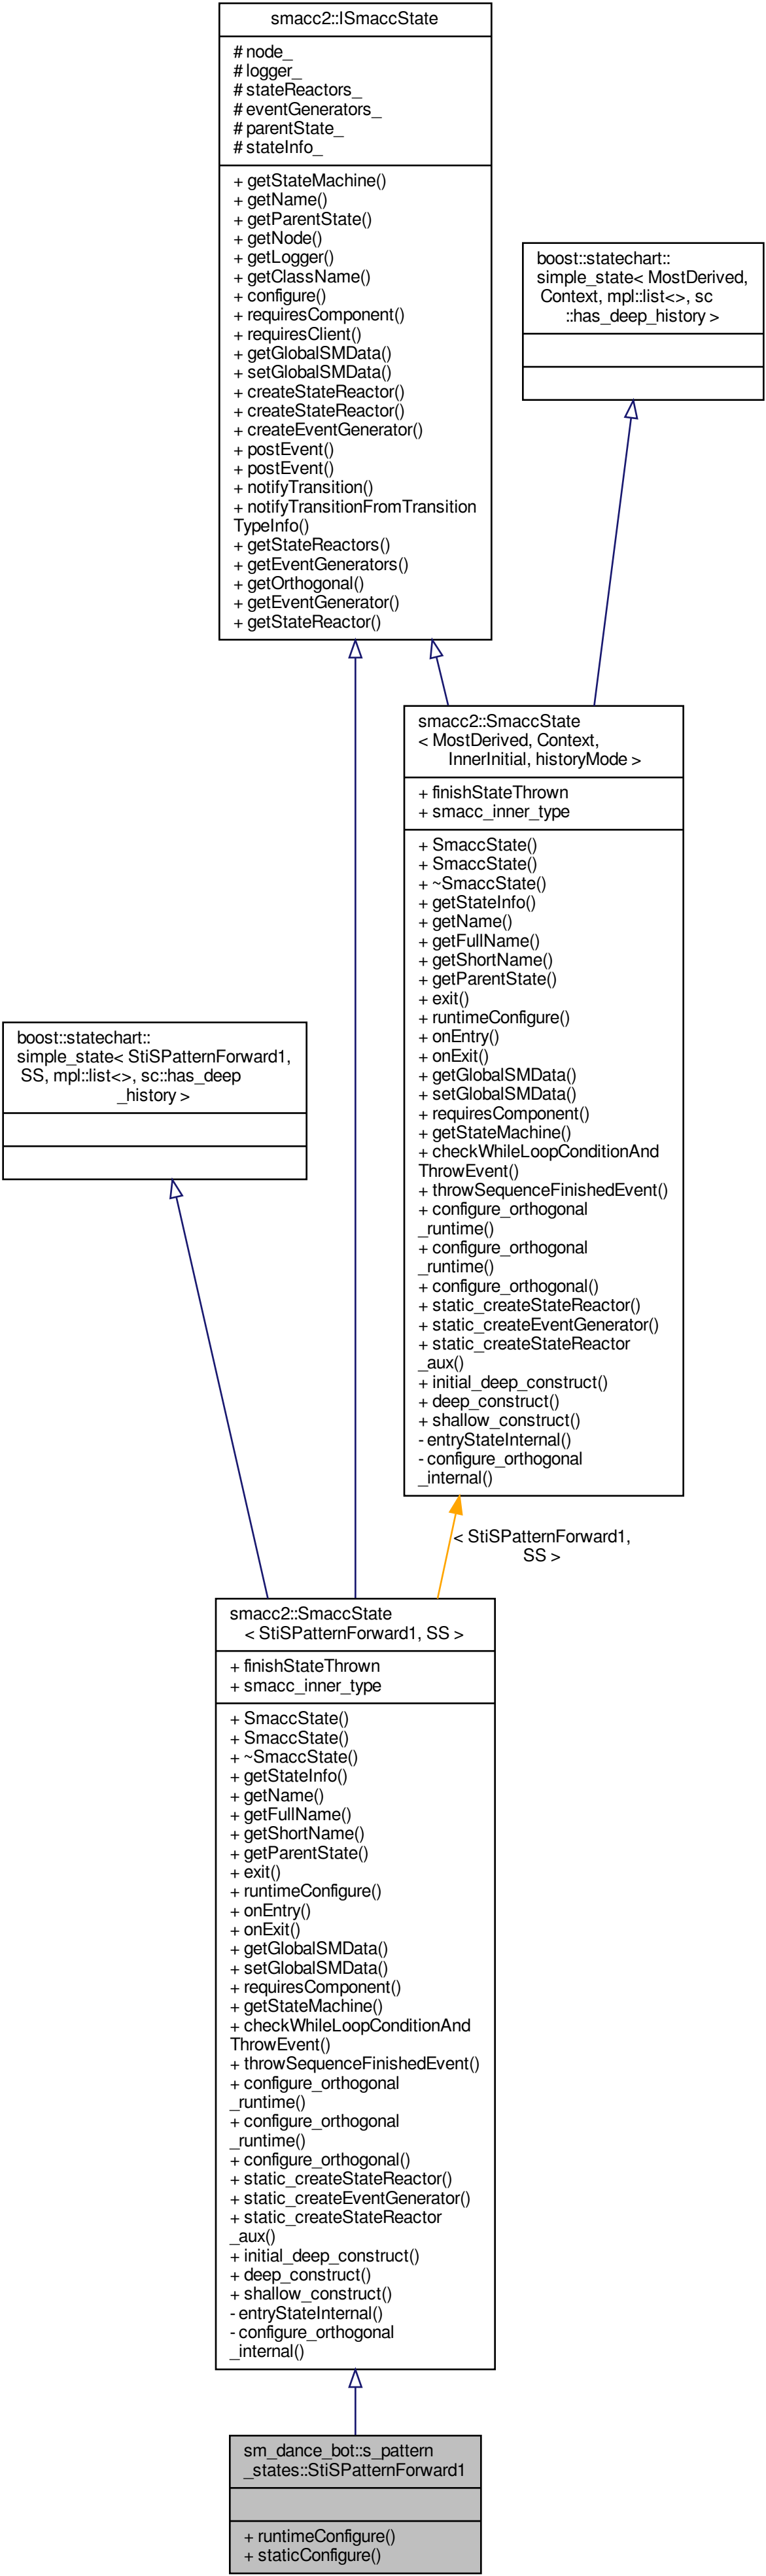 smacc2::ISmaccState
# node_
# logger_
# stateReactors_
# eventGenerators_
# parentState_
# stateInfo_
+ getStateMachine()
+ getName()
+ getParentState()
+ getNode()
+ getLogger()
+ getClassName()
+ configure()
+ requiresComponent()
+ requiresClient()
+ getGlobalSMData()
+ setGlobalSMData()
+ createStateReactor()
+ createStateReactor()
+ createEventGenerator()
+ postEvent()
+ postEvent()
+ notifyTransition()
+ notifyTransitionFromTransition
TypeInfo()
+ getStateReactors()
+ getEventGenerators()
+ getOrthogonal()
+ getEventGenerator()
+ getStateReactor()
boost::statechart::
simple_state< MostDerived,
Context, mpl::list<>, sc
::has_deep_history >
smacc2::SmaccState
< MostDerived, Context,
InnerInitial, historyMode >
+ finishStateThrown
+ smacc_inner_type
+ SmaccState()
+ SmaccState()
+ ~SmaccState()
+ getStateInfo()
+ getName()
+ getFullName()
+ getShortName()
+ getParentState()
+ exit()
+ runtimeConfigure()
+ onEntry()
+ onExit()
+ getGlobalSMData()
+ setGlobalSMData()
+ requiresComponent()
+ getStateMachine()
+ checkWhileLoopConditionAnd
ThrowEvent()
+ throwSequenceFinishedEvent()
+ configure_orthogonal
_runtime()
+ configure_orthogonal
_runtime()
+ configure_orthogonal()
+ static_createStateReactor()
+ static_createEventGenerator()
+ static_createStateReactor
_aux()
+ initial_deep_construct()
+ deep_construct()
+ shallow_construct()
- entryStateInternal()
- configure_orthogonal
_internal()
boost::statechart::
simple_state< StiSPatternForward1,
SS, mpl::list<>, sc::has_deep
_history >
< StiSPatternForward1,
SS >
smacc2::SmaccState
< StiSPatternForward1, SS >
+ finishStateThrown
+ smacc_inner_type
+ SmaccState()
+ SmaccState()
+ ~SmaccState()
+ getStateInfo()
+ getName()
+ getFullName()
+ getShortName()
+ getParentState()
+ exit()
+ runtimeConfigure()
+ onEntry()
+ onExit()
+ getGlobalSMData()
+ setGlobalSMData()
+ requiresComponent()
+ getStateMachine()
+ checkWhileLoopConditionAnd
ThrowEvent()
+ throwSequenceFinishedEvent()
+ configure_orthogonal
_runtime()
+ configure_orthogonal
_runtime()
+ configure_orthogonal()
+ static_createStateReactor()
+ static_createEventGenerator()
+ static_createStateReactor
_aux()
+ initial_deep_construct()
+ deep_construct()
+ shallow_construct()
- entryStateInternal()
- configure_orthogonal
_internal()
sm_dance_bot::s_pattern
_states::StiSPatternForward1
+ runtimeConfigure()
+ staticConfigure()